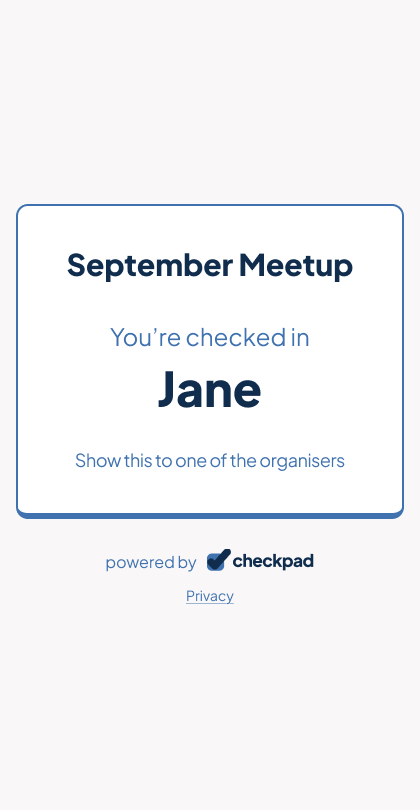 September Meetup
You’re checked in
Jane
Show this to one of the organisers
powered by checkpad
Privacy